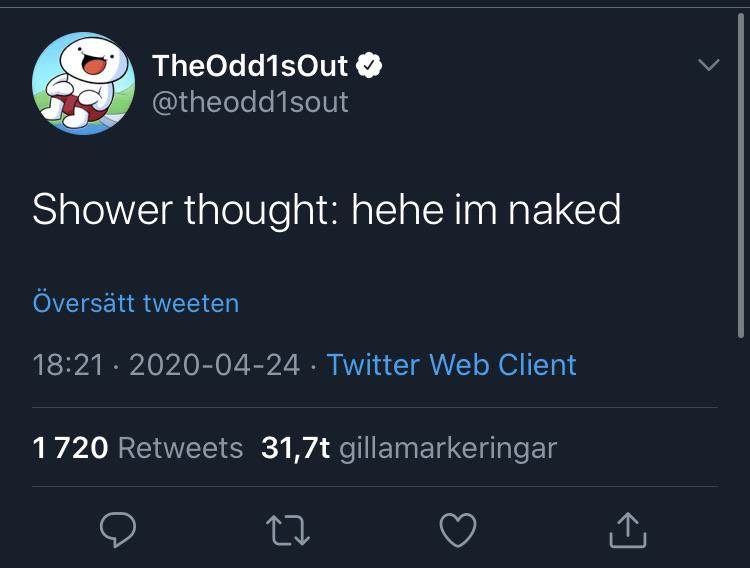 TheOdd1sOut
@theodd1sout
Shower thought: hehe im naked
Översätt tweeten
18:21 · 2020-04-24 · Twitter Web Client
1 720 Retweets 31,7t gillamarkeringar